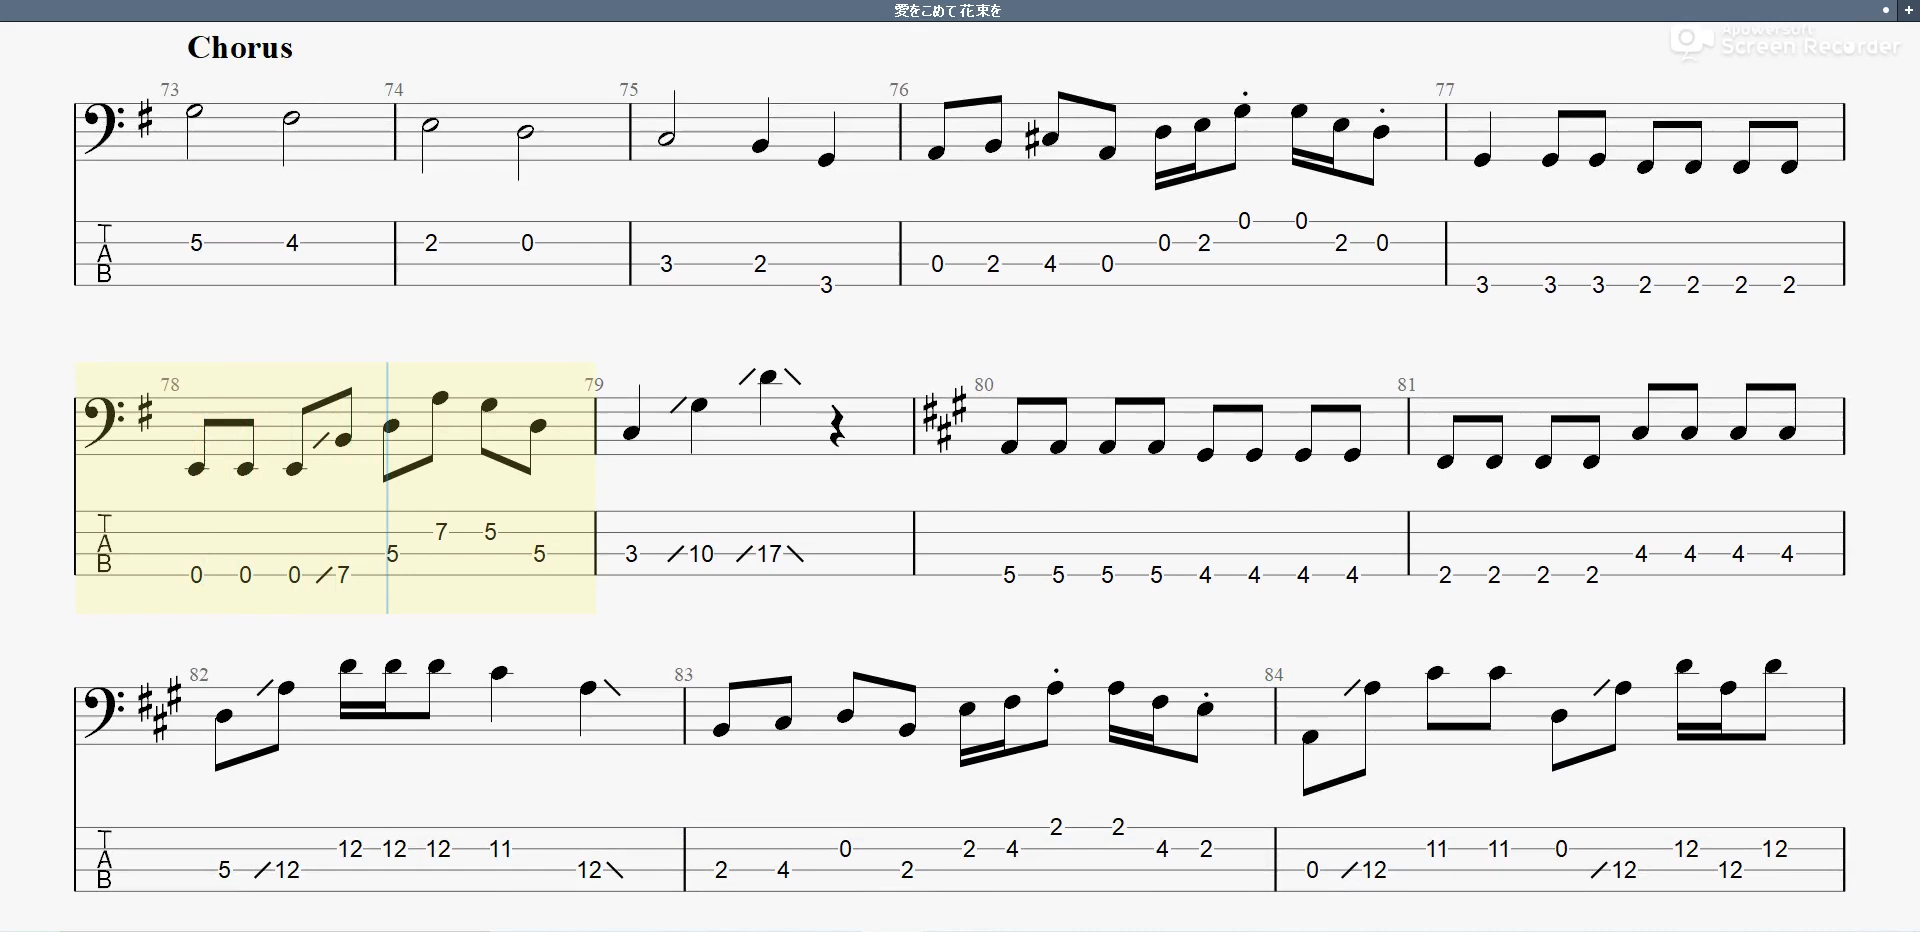 愛をこめて花束を
Apowersoft
Screen Recorder
Chorus
73 74 75 76 77
T
A
B
5 4 2 0 3 2 3 0 2 4 0 0 2 0 0 2 0 3 3 3 2 2 2 2
78 79 80 81
T
A
B
0 0 0 7 5 7 5 5 3 10 17 5 5 5 5 4 4 4 4 2 2 2 2 4 4 4 4
82 83 84
T
A
B
5 12 12 12 12 11 12 2 4 0 2 2 4 2 2 4 2 0 12 11 11 0 12 12 12 12